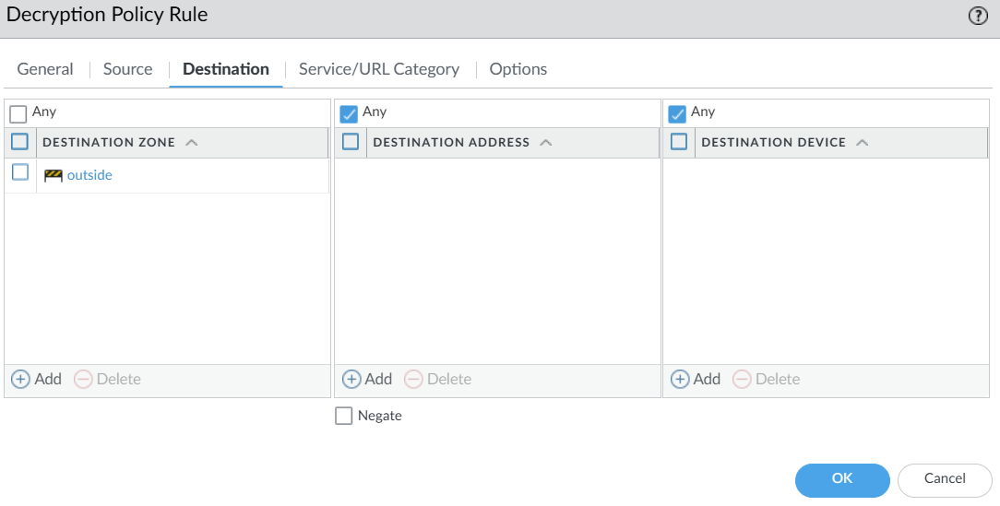 Decryption Policy Rule
General Source Destination Service/URL Category Options
Any Any Any
DESTINATION ZONE DESTINATION ADDRESS DESTINATION DEVICE
outside
Add Delete Add Delete Add Delete
Negate
OK Cancel